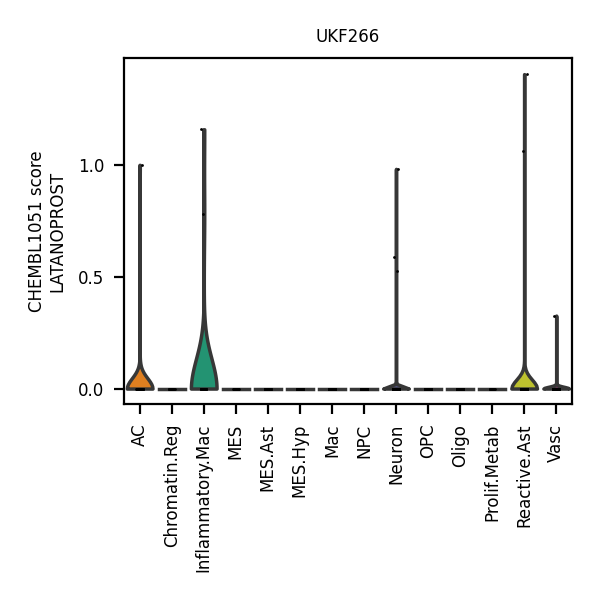 UKF266
CHEMBL1051 score
LATANOPROST
1.0
0.5
0.0
AC
Chromatin.Reg
Inflammatory.Mac
MES
MES.Ast
MES.Hyp
Mac
NPC
Neuron
OPC
Oligo
Prolif.Metab
Reactive.Ast
Vasc